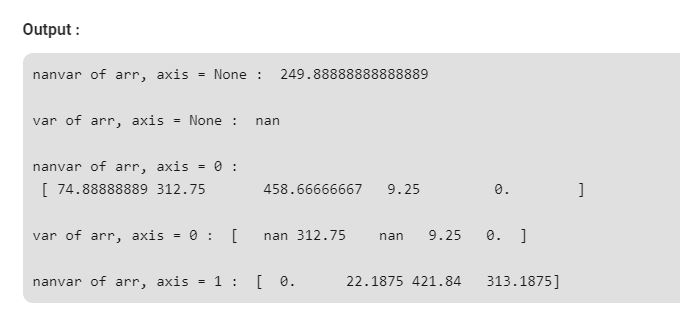 Output :
nanvar of arr, axis = None :  249.88888888888889
var of arr, axis = None :  nan
nanvar of arr, axis = 0 :
[ 74.88888889 312.75       458.66666667   9.25         0.        ]
var of arr, axis = 0 :  [   nan 312.75    nan   9.25   0.  ]
nanvar of arr, axis = 1 :  [  0.      22.1875 421.84   313.1875]